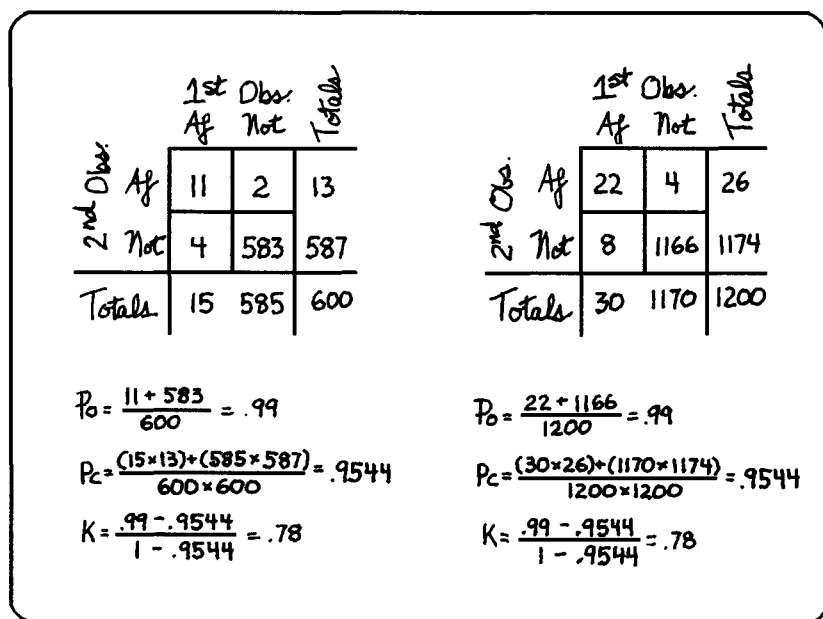 1st Obs.
Af Not Totals
2nd Obs.
Af 11 2 13
Not 4 583 587
Totals 15 585 600
Po = 11 + 583 / 600 = .99
Pc = (15×13)+(585×587) / 600×600 = .9544
K = .99 - .9544 / 1 - .9544 = .78
1st Obs.
Af Not Totals
2nd Obs.
Af 22 4 26
Not 8 1166 1174
Totals 30 1170 1200
Po = 22 + 1166 / 1200 = .99
Pc = (30×26)+(1170×1174) / 1200×1200 = .9544
K = .99 - .9544 / 1 - .9544 = .78